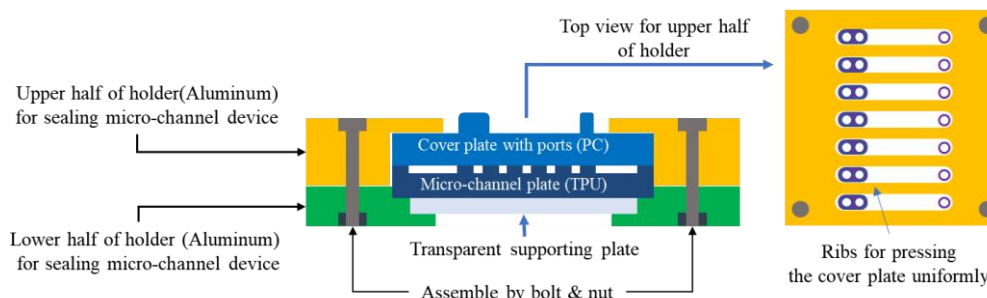 Top view for upper half
of holder
Upper half of holder(Aluminum)
for sealing micro-channel device
Cover plate with ports (PC)
Micro-channel plate (TPU)
Lower half of holder (Aluminum)
for sealing micro-channel device
Transparent supporting plate
Ribs for pressing
the cover plate uniformly
Assemble by bolt & nut